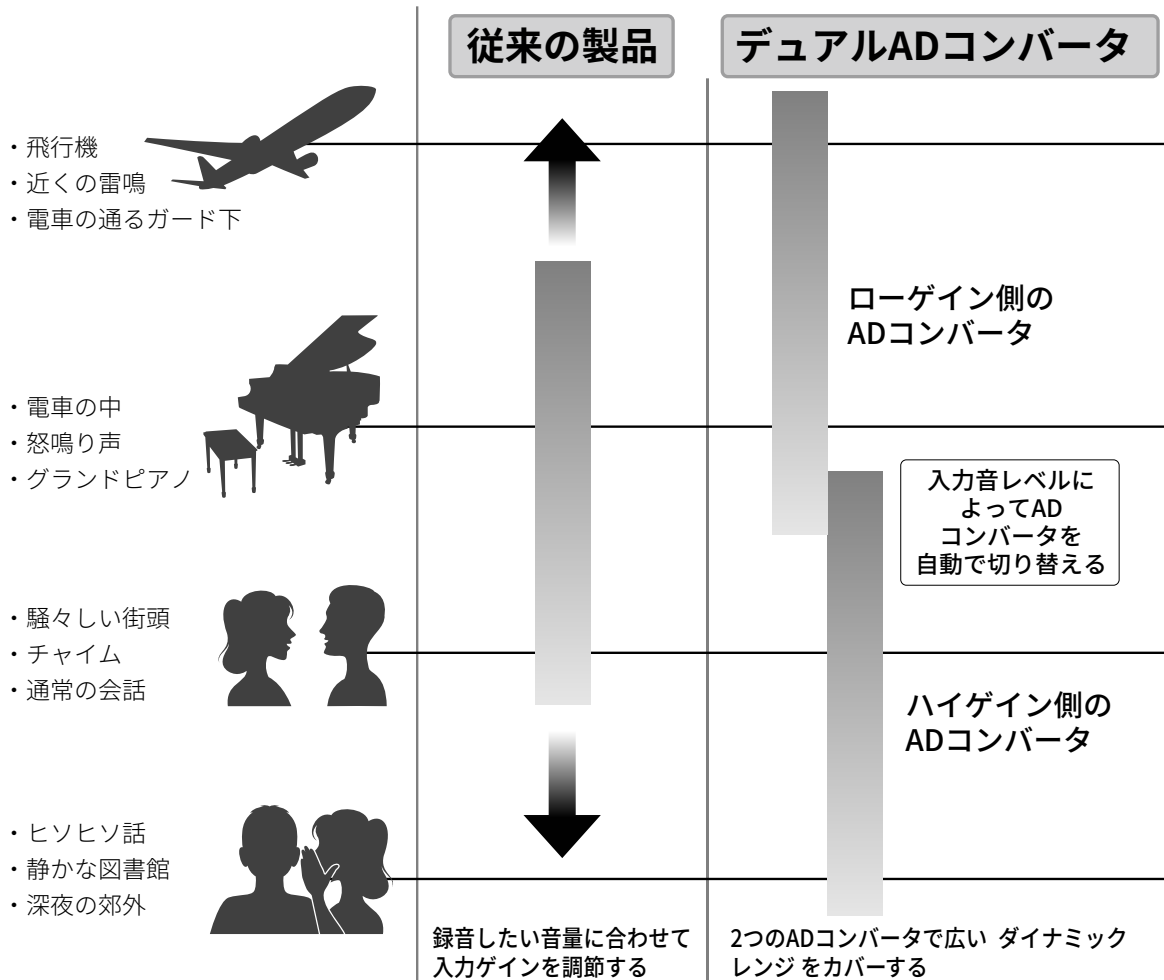 従来の製品
デュアルADコンバータ
・飛行機
・近くの雷鳴
・電車の通るガード下
ローゲイン側の
ADコンバータ
・電車の中
・怒鳴り声
・グランドピアノ
入力音レベルに
よってAD
コンバータを
自動で切り替える
・騒々しい街頭
・チャイム
・通常の会話
ハイゲイン側の
ADコンバータ
・ヒソヒソ話
・静かな図書館
・深夜の郊外
録音したい音量に合わせて
入力ゲインを調節する
2つのADコンバータで広い ダイナミック
レンジ をカバーする